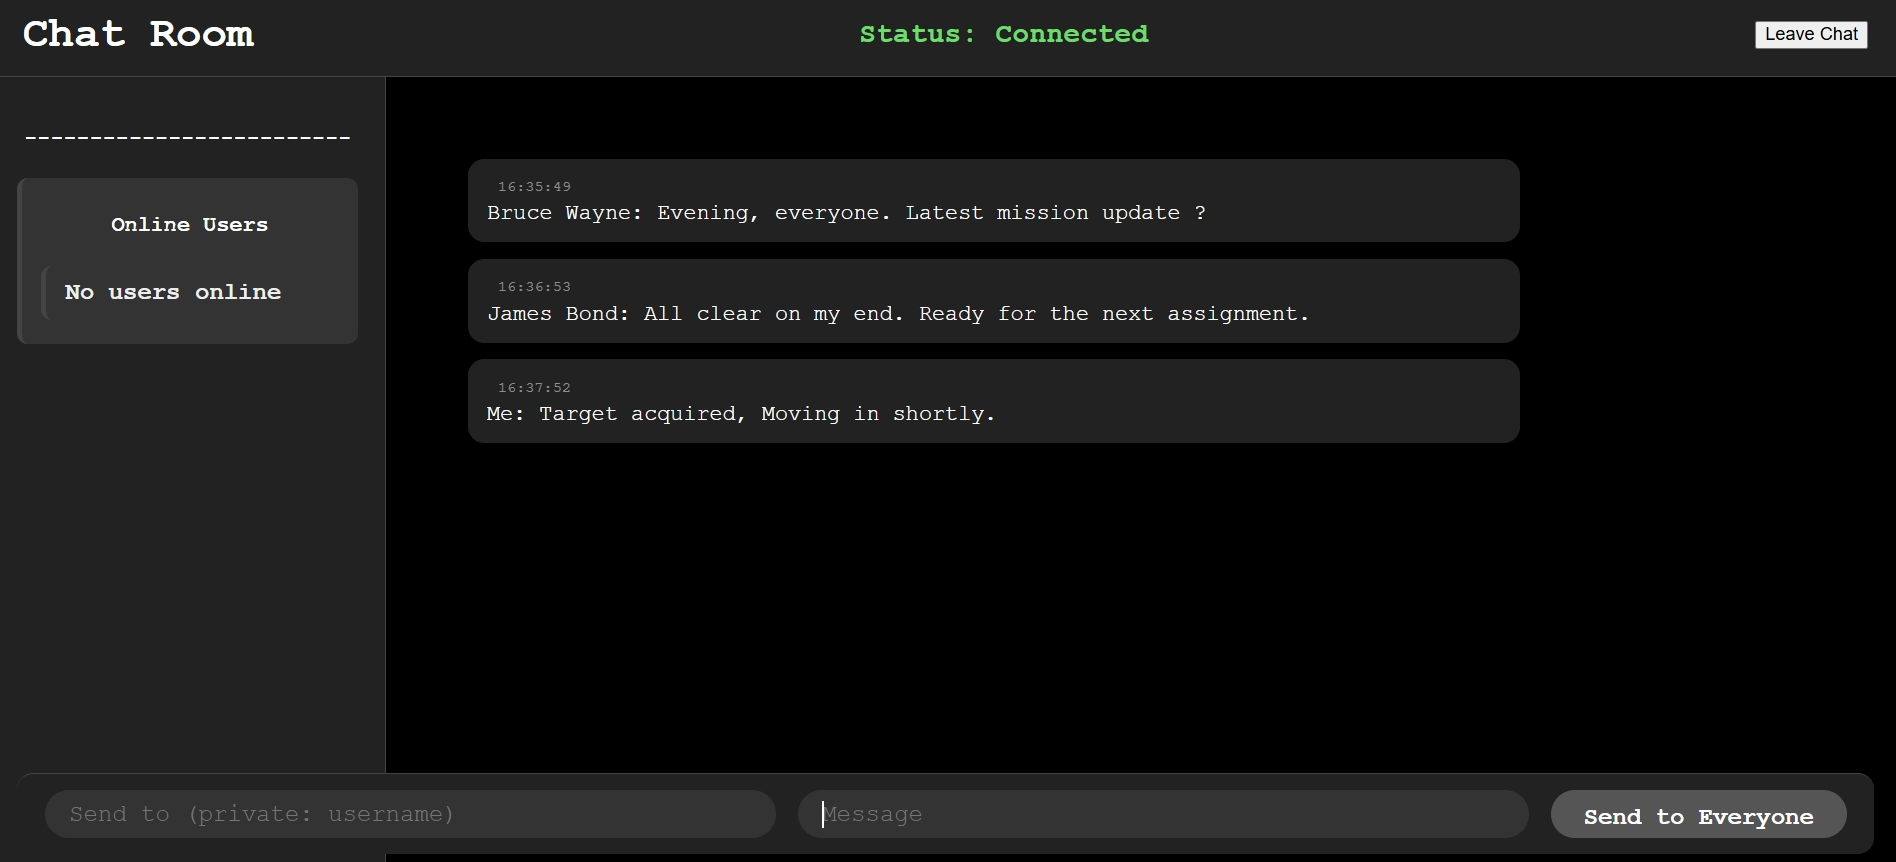 Chat Room
Status: Connected
Leave Chat
-------------------------
Online Users
No users online
16:35:49
Bruce Wayne: Evening, everyone. Latest mission update ?
16:36:53
James Bond: All clear on my end. Ready for the next assignment.
16:37:52
Me: Target acquired, Moving in shortly.
Send to (private: username)
Message
Send to Everyone